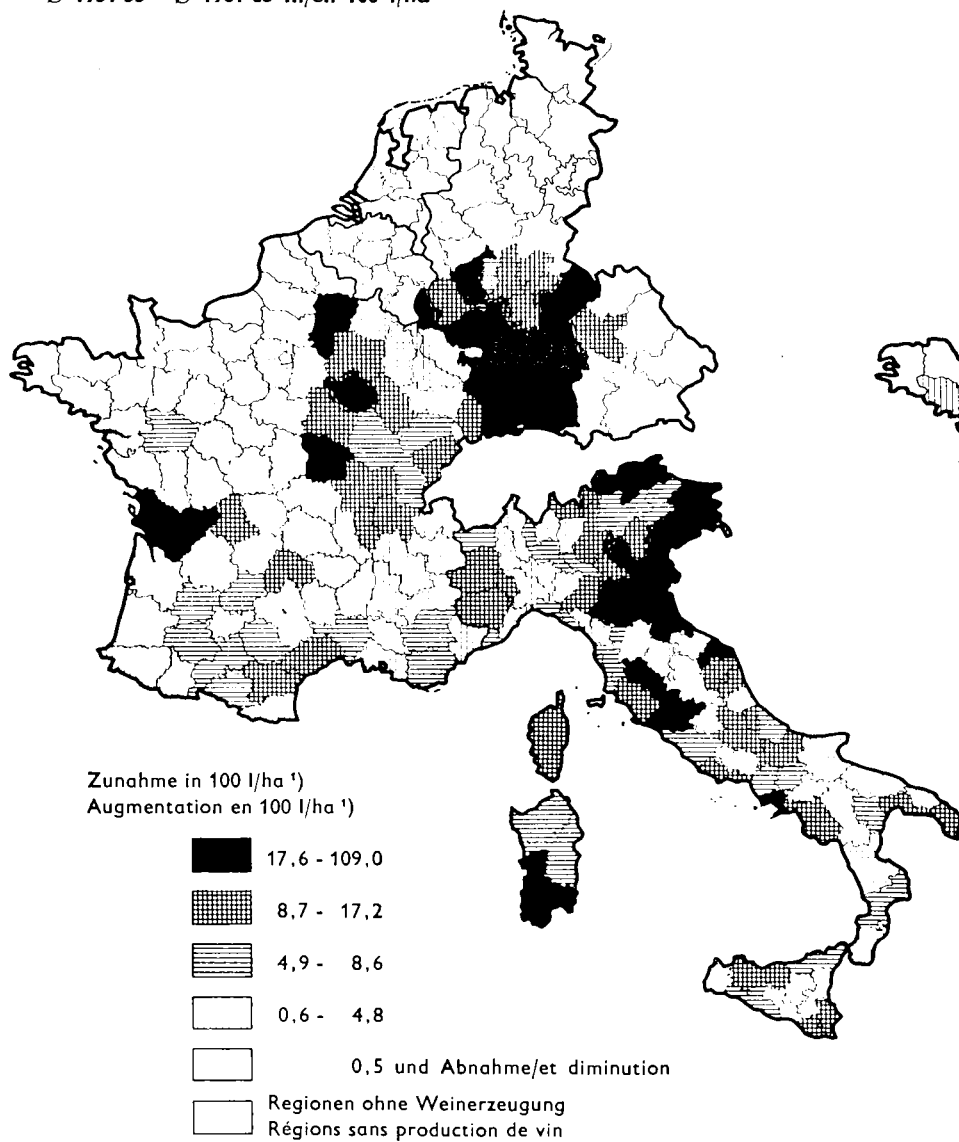 Zunahme in 100 l/ha ¹)
Augmentation en 100 l/ha ¹)
17,6 - 109,0
8,7 - 17,2
4,9 - 8,6
0,6 - 4,8
0,5 und Abnahme/et diminution
Regionen ohne Weinerzeugung
Régions sans production de vin